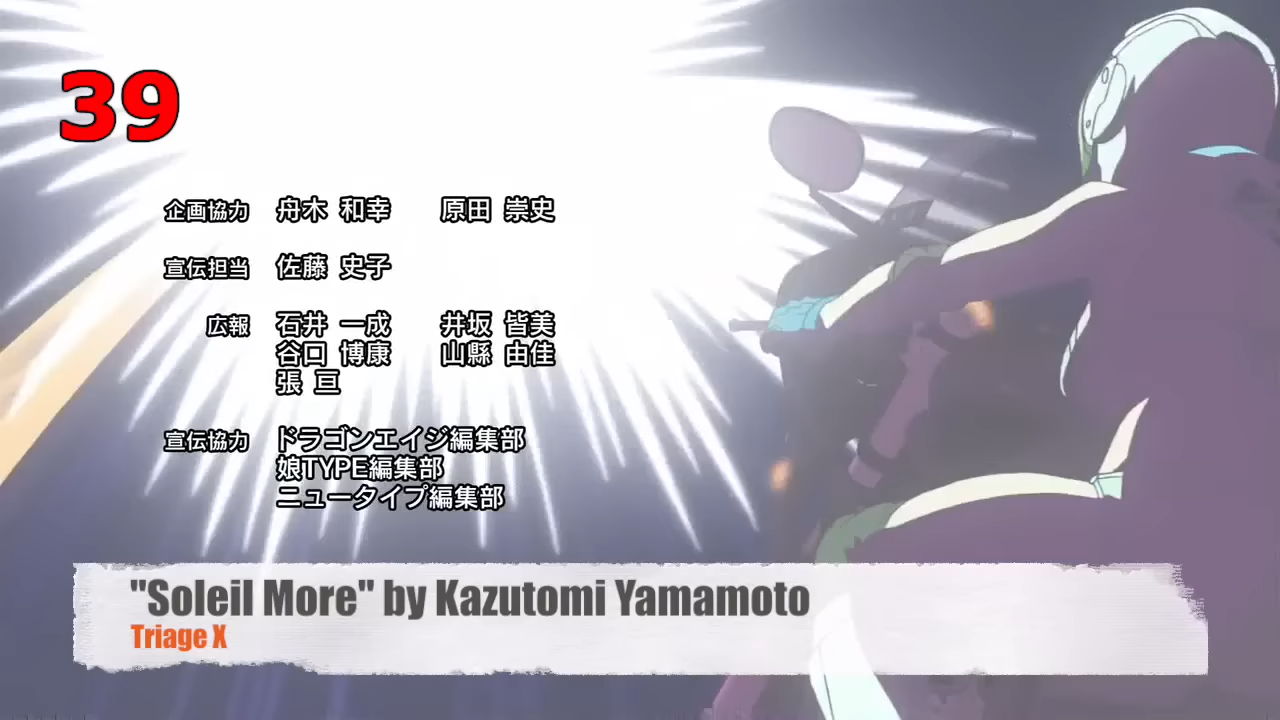 39
企画協力 舟木 和幸 原田 崇史
宣伝担当 佐藤 史子
広報 石井 一成 井坂 皆美
谷口 博康 山縣 由佳
張 亘
宣伝協力 ドラゴンエイジ編集部
娘TYPE編集部
ニュータイプ編集部
"Soleil More" by Kazutomi Yamamoto
Triage X